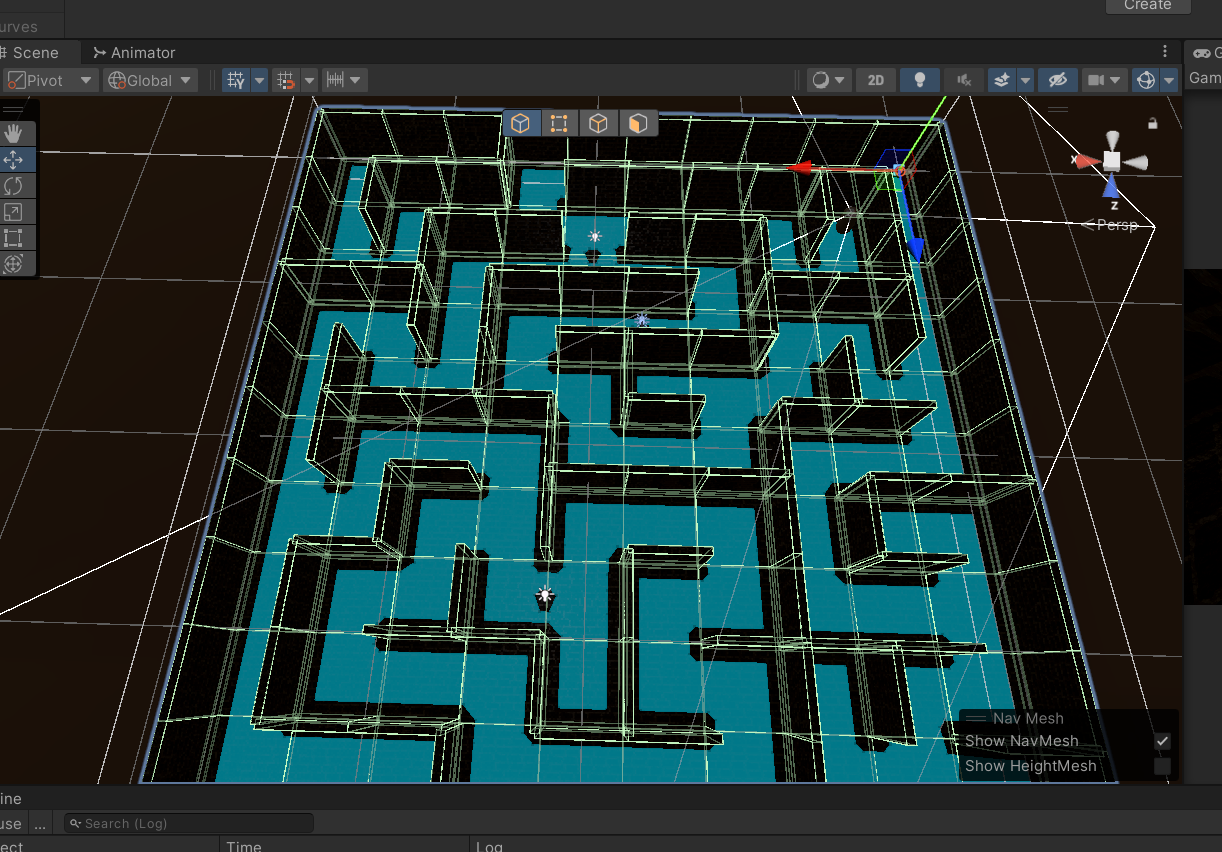 Create
urves
Scene
Animator
G
Pivot
Global
2D
Gam
x
z
Persp
Nav Mesh
Show NavMesh
Show HeightMesh
ine
use
...
Search (Log)
ect
Time
Log